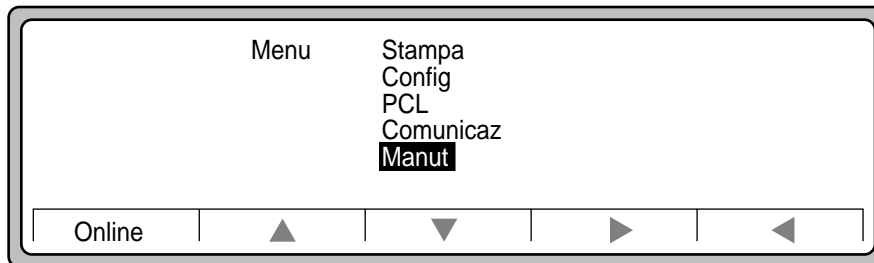 Menu Stampa
Config
PCL
Comunicaz
Manut
Online